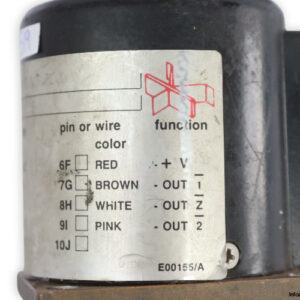 pin or wire function
color
6F RED - + V
7G BROWN - OUT 1
8H WHITE - OUT Z
9I PINK - OUT 2
10J
E00155/A